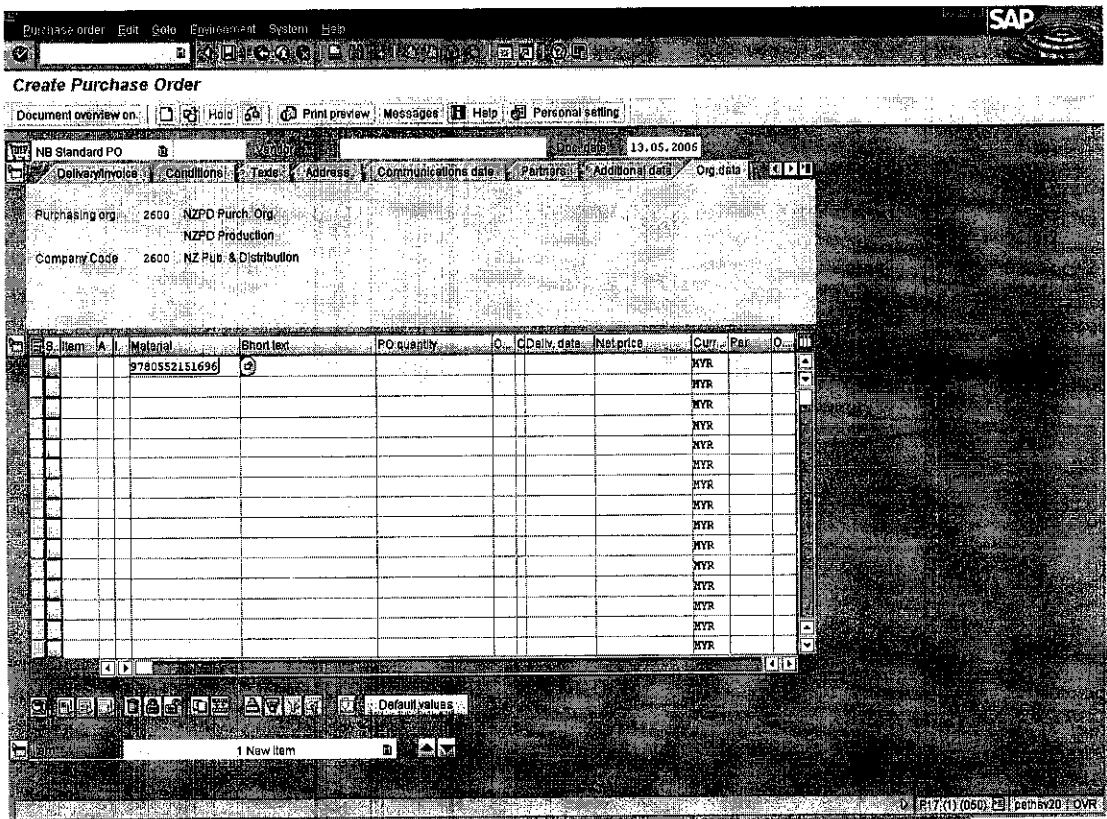 Purchase order Edit Goto Environment System Help
SAP
Create Purchase Order
Document overview on Hold Print preview Messages Help Personal setting
NB Standard PO Vendor Doc. date 13.05.2006
Delivery/Invoice Conditions Texts Address Communications data Partners Additional data Org.data
Purchasing org. 2600 NZPD Purch. Org.
NZPD Production
Company Code 2600 NZ Pub. & Distribution
S.. Item A I.. Material Short text PO quantity O... C Deliv. date Net price Curr... Per O...
9780552151696 MYR
MYR
MYR
MYR
MYR
MYR
MYR
MYR
MYR
MYR
MYR
MYR
MYR
MYR
MYR
Default values
1 New Item
P17 (1) (050) OVR